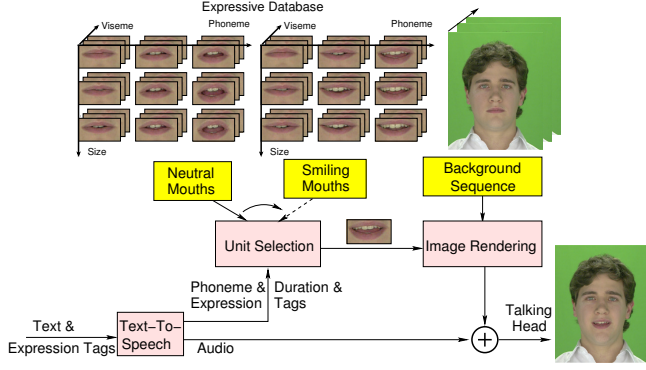 Expressive Database
Viseme
Phoneme
Viseme
Phoneme
Size
Size
Neutral
Mouths
Smiling
Mouths
Background
Sequence
Unit Selection
Image Rendering
Phoneme &
Expression
Duration &
Tags
Text &
Expression Tags
Text−To−
Speech
Audio
+
Talking
Head